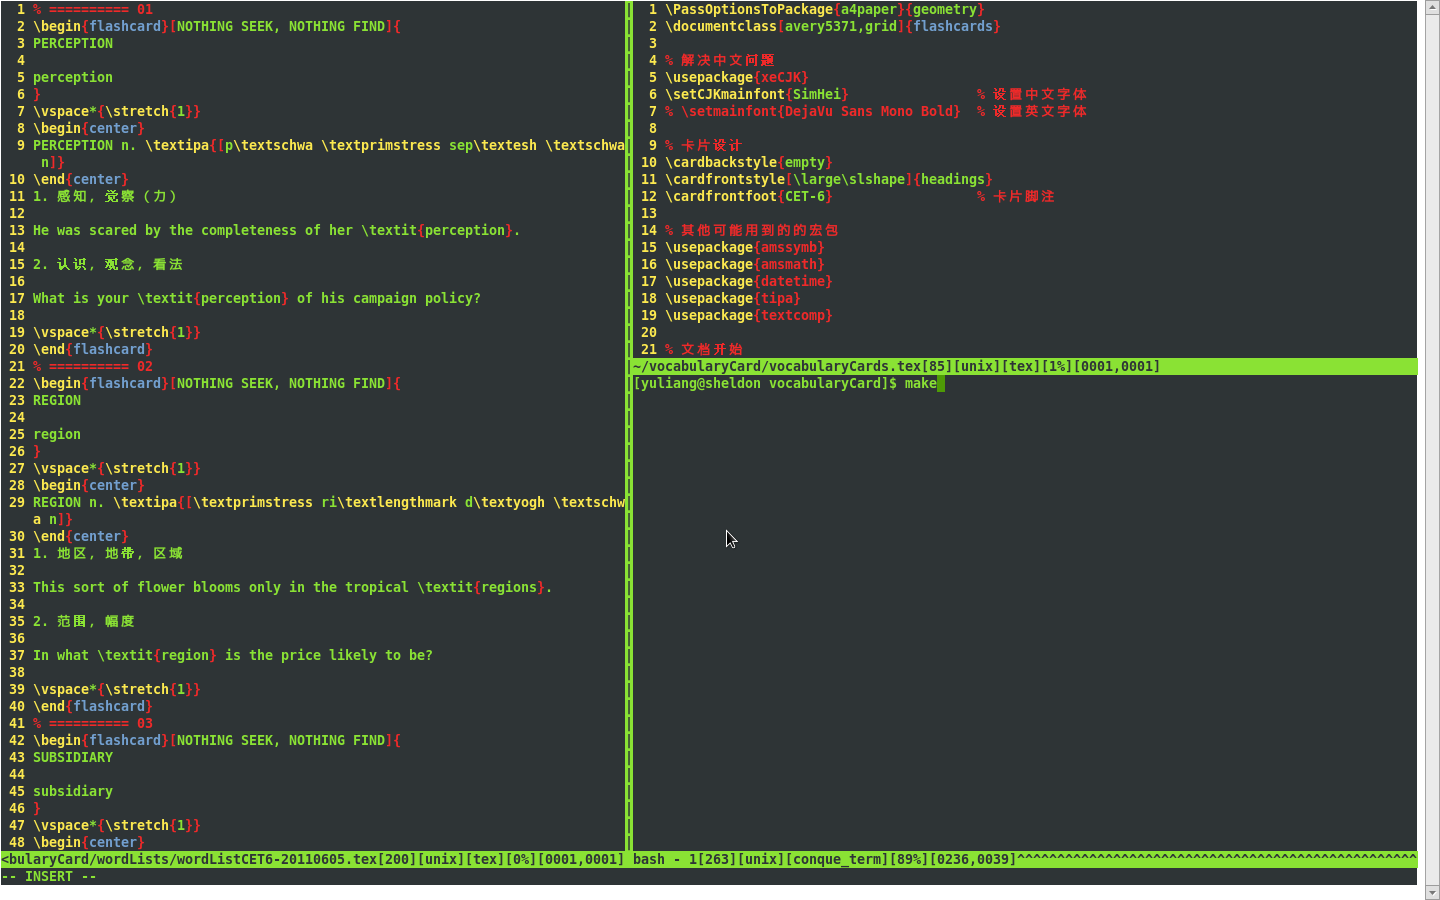 1 % ========== 01
2 \begin{flashcard}[NOTHING SEEK, NOTHING FIND]{
3 PERCEPTION
4
5 perception
6 }
7 \vspace*{\stretch{1}}
8 \begin{center}
9 PERCEPTION n. \textipa{[p\textschwa \textprimstress sep\textesh \textschwa
n]}
10 \end{center}
11 1. 感知, 觉察 (力)
12
13 He was scared by the completeness of her \textit{perception}.
14
15 2. 认识, 观念, 看法
16
17 What is your \textit{perception} of his campaign policy?
18
19 \vspace*{\stretch{1}}
20 \end{flashcard}
21 % ========== 02
22 \begin{flashcard}[NOTHING SEEK, NOTHING FIND]{
23 REGION
24
25 region
26 }
27 \vspace*{\stretch{1}}
28 \begin{center}
29 REGION n. \textipa{[\textprimstress ri\textlengthmark d\textyogh \textschw
a n]}
30 \end{center}
31 1. 地区, 地带, 区域
32
33 This sort of flower blooms only in the tropical \textit{regions}.
34
35 2. 范围, 幅度
36
37 In what \textit{region} is the price likely to be?
38
39 \vspace*{\stretch{1}}
40 \end{flashcard}
41 % ========== 03
42 \begin{flashcard}[NOTHING SEEK, NOTHING FIND]{
43 SUBSIDIARY
44
45 subsidiary
46 }
47 \vspace*{\stretch{1}}
48 \begin{center}
<bularyCard/wordLists/wordListCET6-20110605.tex[200][unix][tex][0%][0001,0001]
-- INSERT --
1 \PassOptionsToPackage{a4paper}{geometry}
2 \documentclass[avery5371,grid]{flashcards}
3
4 % 解决中文问题
5 \usepackage{xeCJK}
6 \setCJKmainfont{SimHei} % 设置中文字体
7 % \setmainfont{DejaVu Sans Mono Bold} % 设置英文字体
8
9 % 卡片设计
10 \cardbackstyle{empty}
11 \cardfrontstyle[\large\slshape]{headings}
12 \cardfrontfoot{CET-6} % 卡片脚注
13
14 % 其他可能用到的的宏包
15 \usepackage{amssymb}
16 \usepackage{amsmath}
17 \usepackage{datetime}
18 \usepackage{tipa}
19 \usepackage{textcomp}
20
21 % 文档开始
~/vocabularyCard/vocabularyCards.tex[85][unix][tex][1%][0001,0001]
[yuliang@sheldon vocabularyCard]$ make
bash - 1[263][unix][conque_term][89%][0236,0039]^^^^^^^^^^^^^^^^^^^^^^^^^^^^^^^^^^^^^^^^^^^^^^^^^^